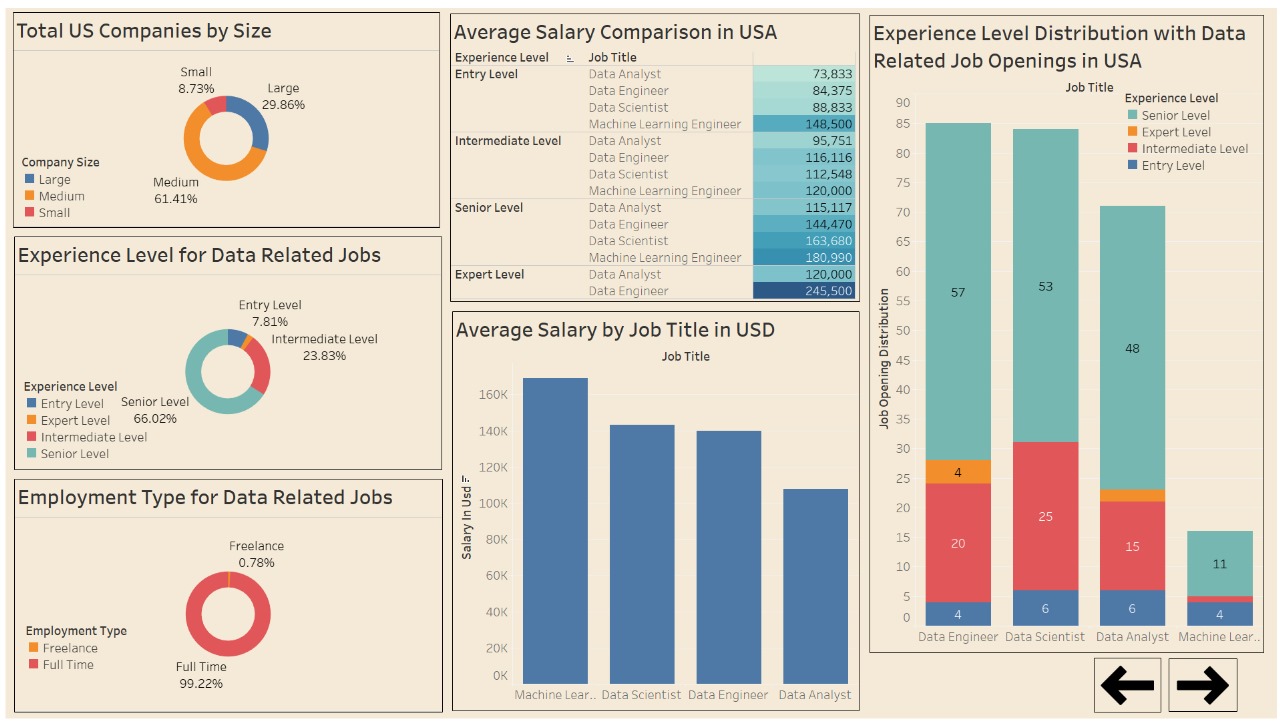 Total US Companies by Size
Small
8.73%
Large
29.86%
Company Size
Large
Medium
Small
Medium
61.41%
Experience Level for Data Related Jobs
Entry Level
7.81%
Intermediate Level
23.83%
Experience Level
Entry Level
Expert Level
Intermediate Level
Senior Level
Senior Level
66.02%
Employment Type for Data Related Jobs
Freelance
0.78%
Employment Type
Freelance
Full Time
Full Time
99.22%
Average Salary Comparison in USA
Experience Level Job Title
Entry Level Data Analyst 73,833
Data Engineer 84,375
Data Scientist 88,833
Machine Learning Engineer 148,500
Intermediate Level Data Analyst 95,751
Data Engineer 116,116
Data Scientist 112,548
Machine Learning Engineer 120,000
Senior Level Data Analyst 115,117
Data Engineer 144,470
Data Scientist 163,680
Machine Learning Engineer 180,990
Expert Level Data Analyst 120,000
Data Engineer 245,500
Average Salary by Job Title in USD
Job Title
Salary In Usd
160K
140K
120K
100K
80K
60K
40K
20K
0K
Machine Lear.. Data Scientist Data Engineer Data Analyst
Experience Level Distribution with Data
Related Job Openings in USA
Job Title
Experience Level
Senior Level
Expert Level
Intermediate Level
Entry Level
Job Opening Distribution
90
85
80
75
70
65
60
55
50
45
40
35
30
25
20
15
10
5
0
57
4
20
4
53
25
6
48
15
6
11
4
Data Engineer Data Scientist Data Analyst Machine Lear..